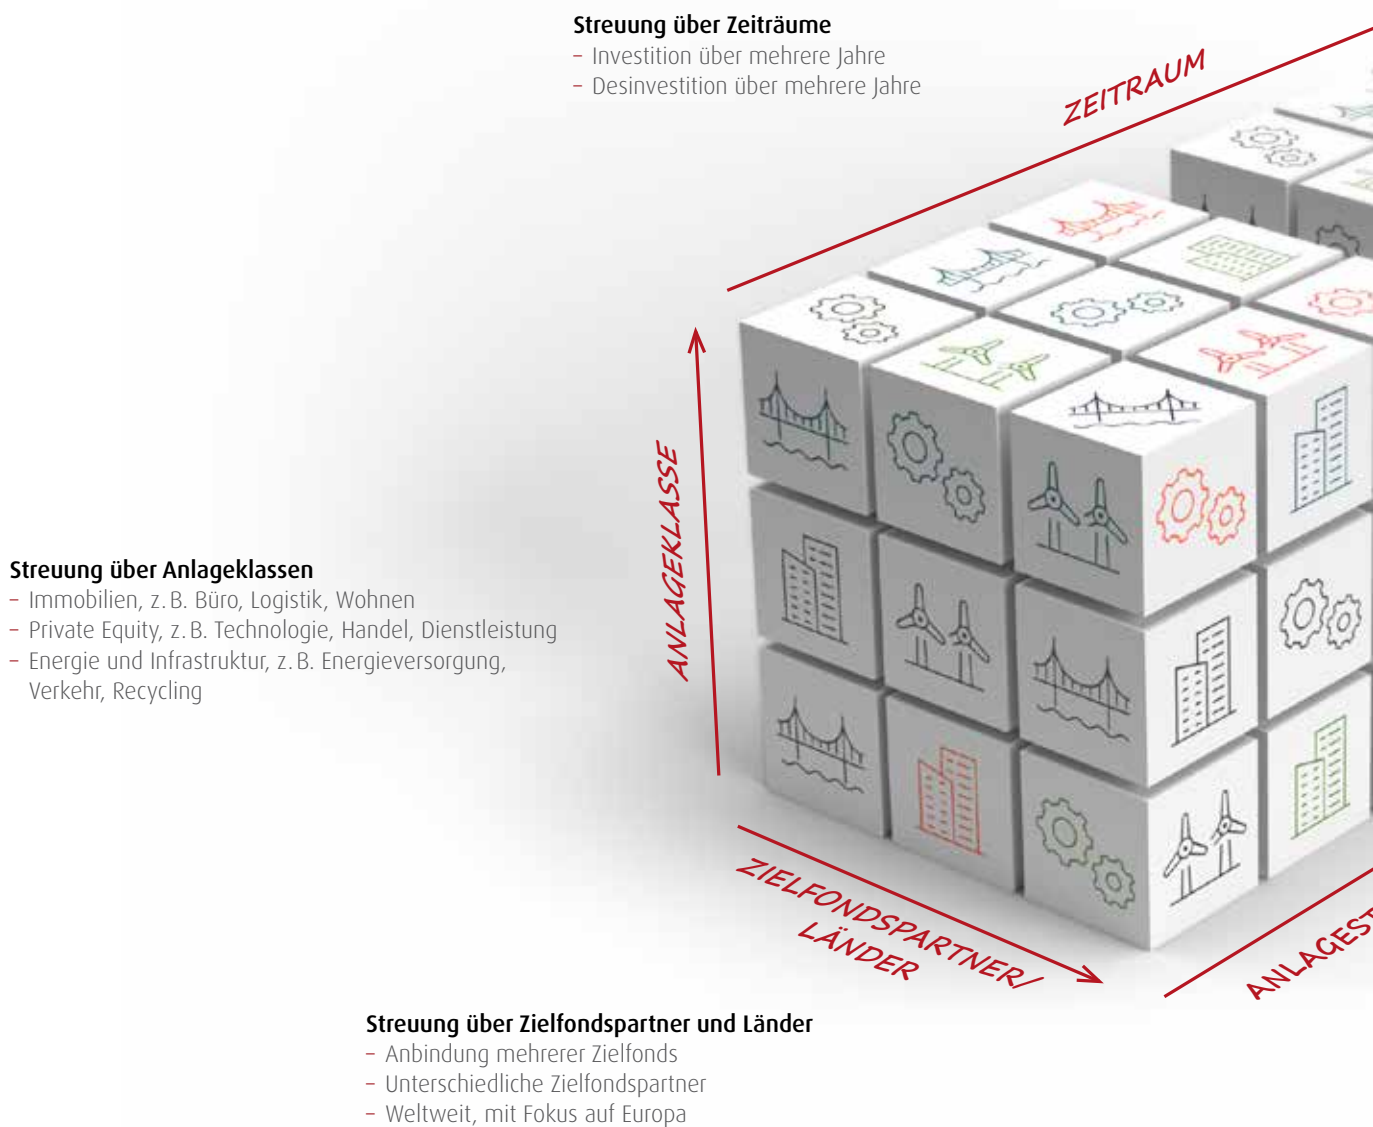 Streuung über Zeiträume
– Investition über mehrere Jahre
– Desinvestition über mehrere Jahre
ZEITRAUM
ANLAGEKLASSE
Streuung über Anlageklassen
– Immobilien, z. B. Büro, Logistik, Wohnen
– Private Equity, z. B. Technologie, Handel, Dienstleistung
– Energie und Infrastruktur, z. B. Energieversorgung,
Verkehr, Recycling
ZIELFONDSPARTNER/
LÄNDER
Streuung über Zielfondspartner und Länder
– Anbindung mehrerer Zielfonds
– Unterschiedliche Zielfondspartner
– Weltweit, mit Fokus auf Europa